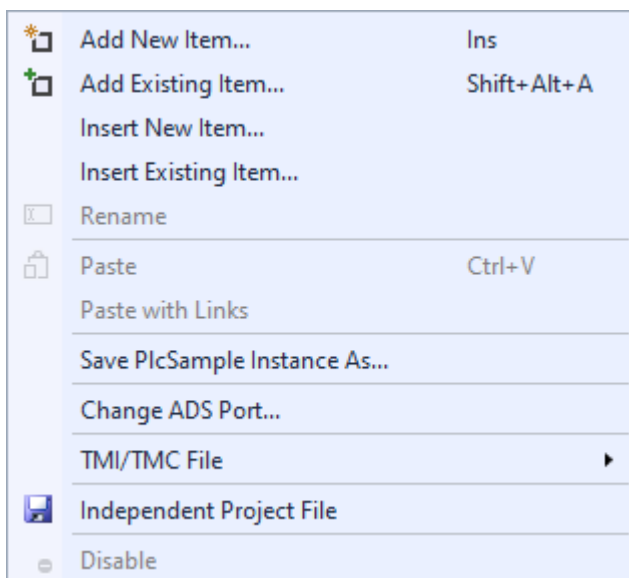 Add New Item... Ins
Add Existing Item... Shift+Alt+A
Insert New Item...
Insert Existing Item...
Rename
Paste Ctrl+V
Paste with Links
Save PlcSample Instance As...
Change ADS Port...
TMI/TMC File
Independent Project File
Disable